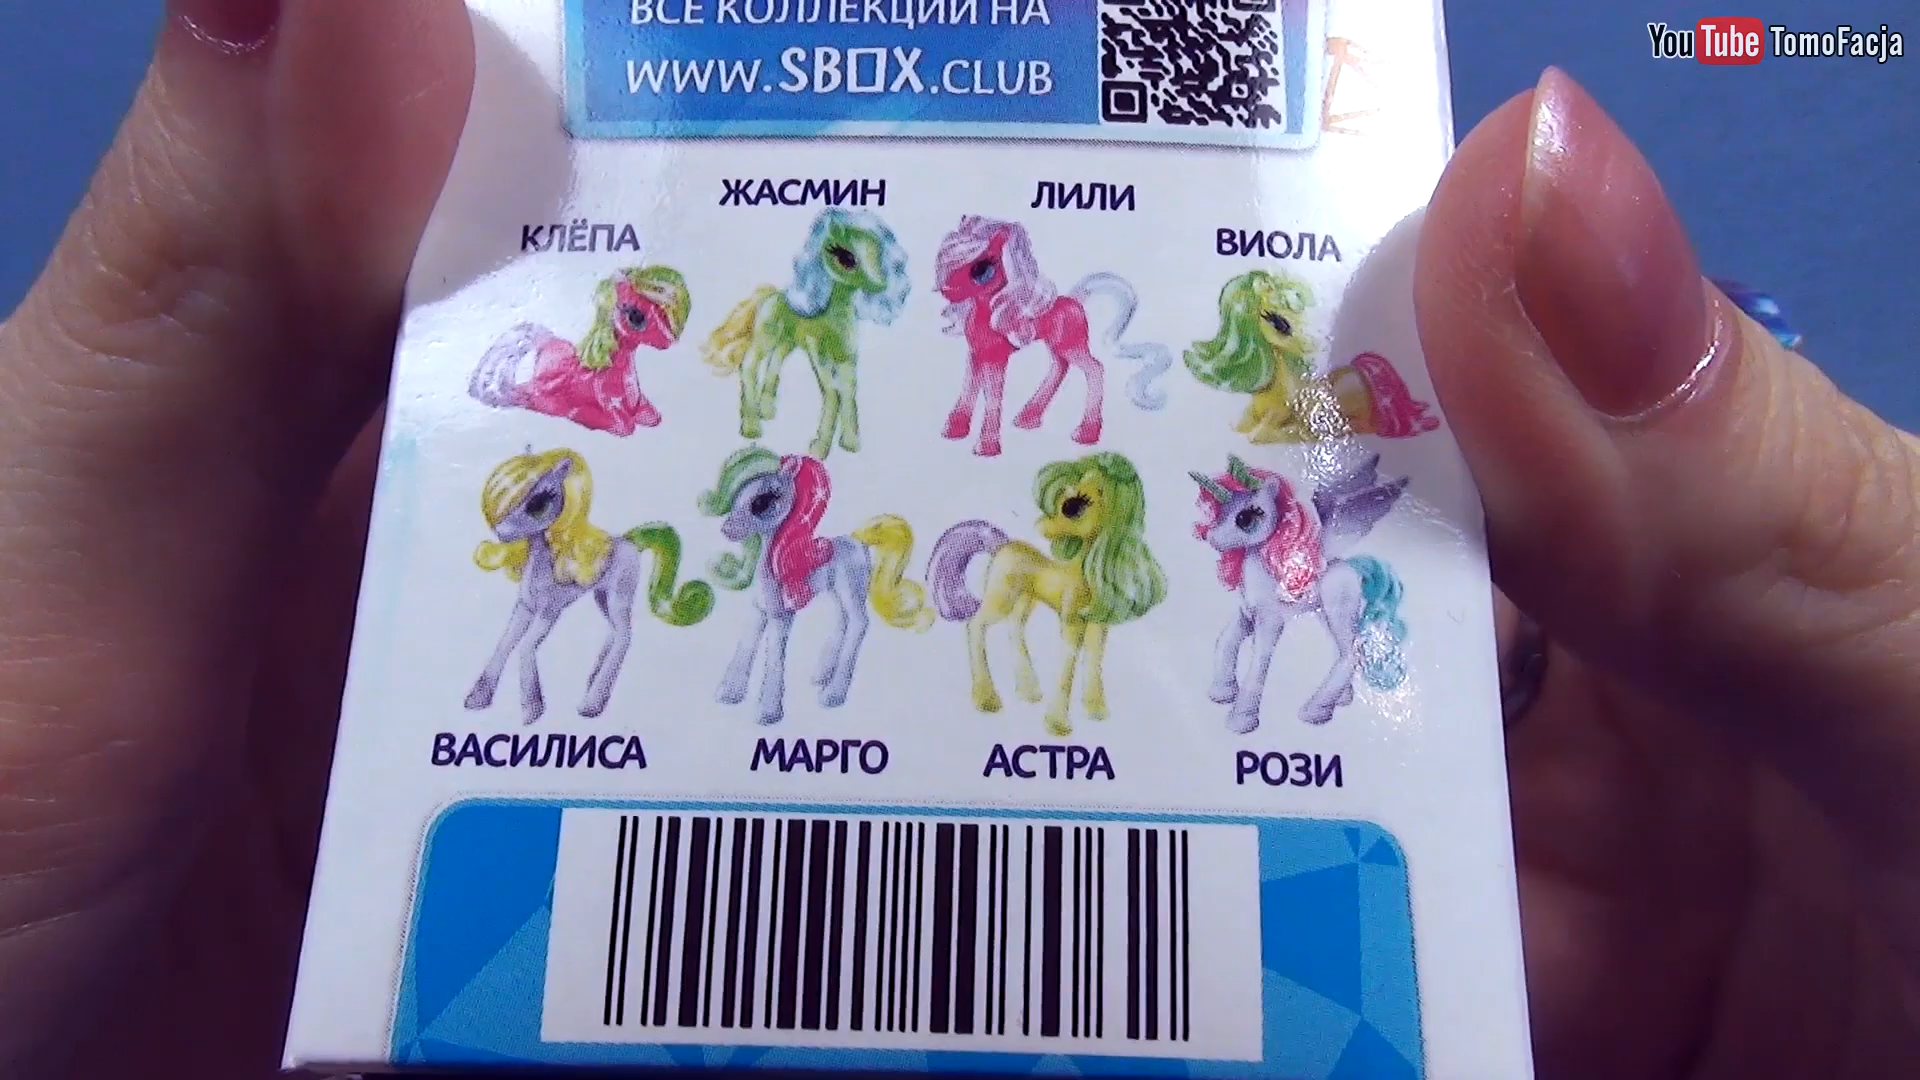 YouTube TomoFacja
ВСЕ КОЛЛЕКЦИИ НА
WWW.SBOX.CLUB
ЖАСМИН ЛИЛИ
КЛЁПА ВИОЛА
ВАСИЛИСА МАРГО АСТРА РОЗИ